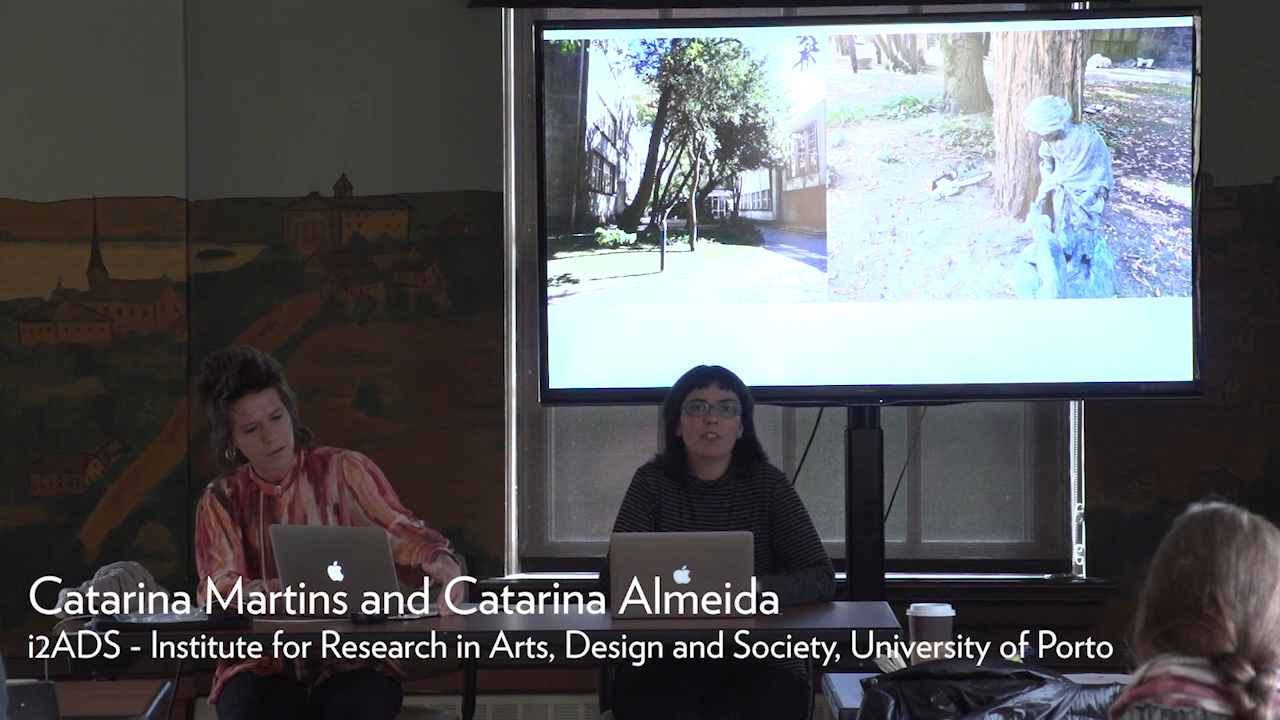 Catarina Martins and Catarina Almeida
i2ADS - Institute for Research in Arts, Design and Society, University of Porto